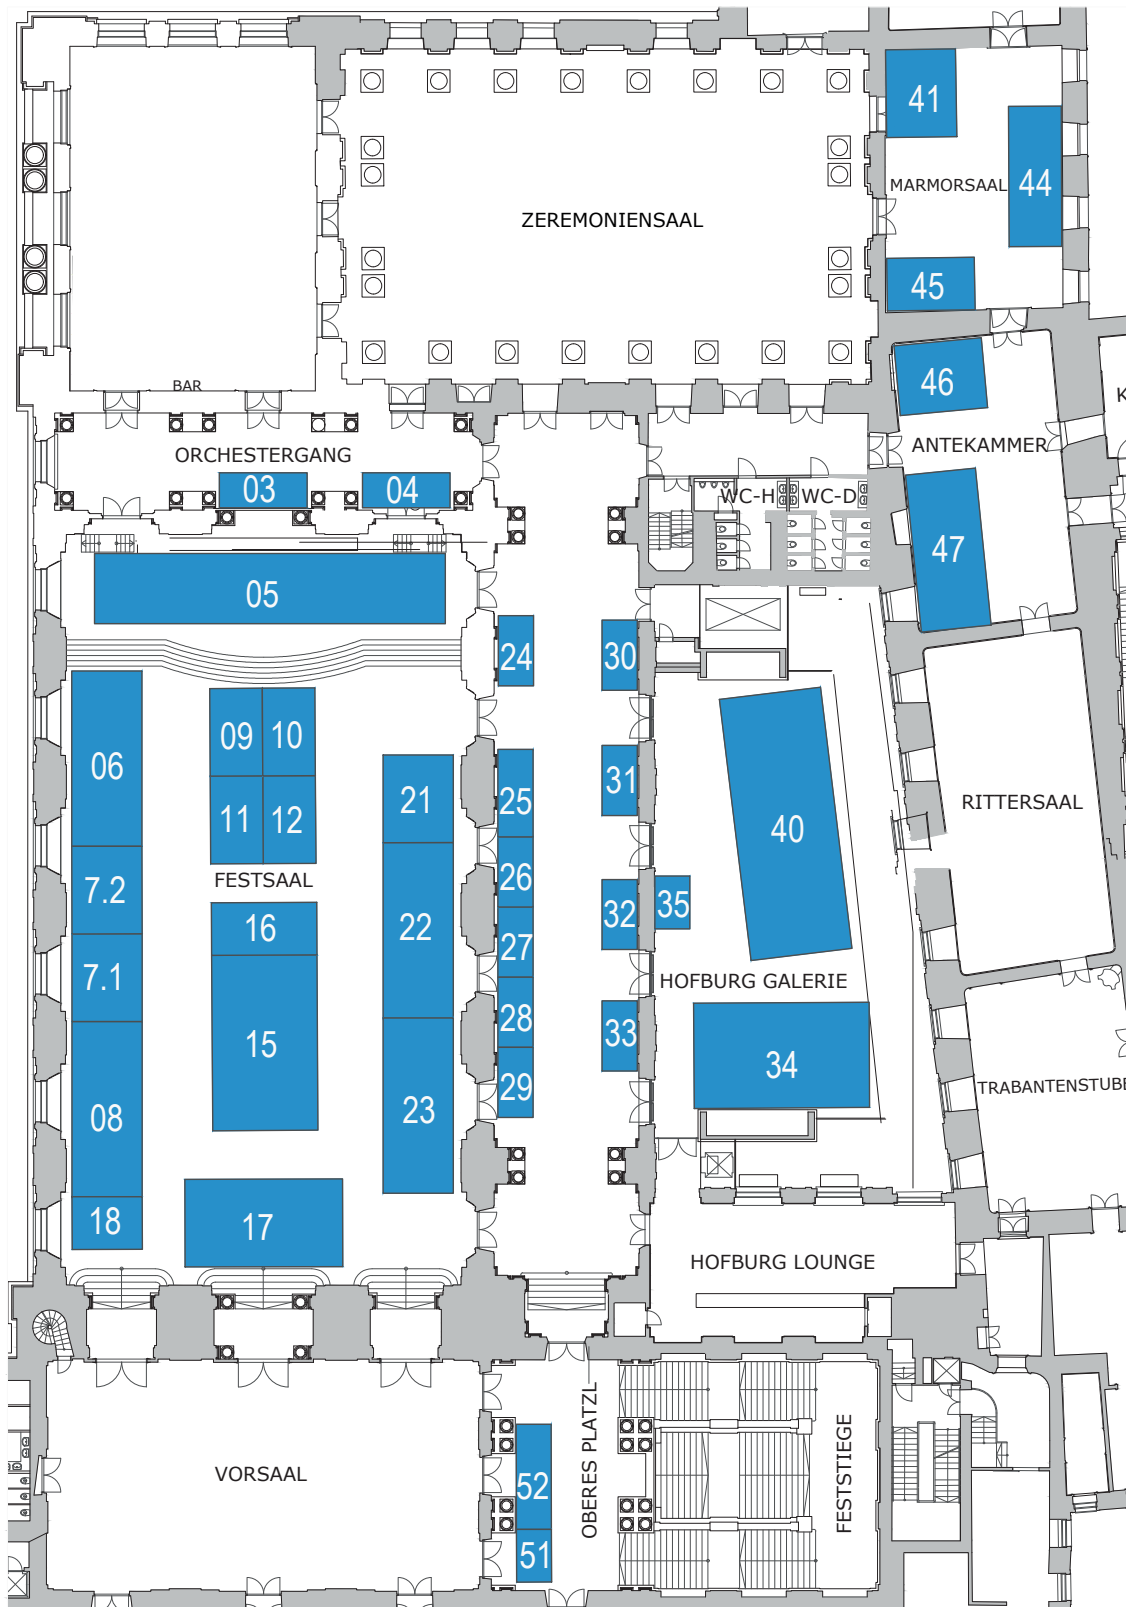 41
44
MARMORSAAL
ZEREMONIENSAAL
45
46
BAR
K
ANTEKAMMER
ORCHESTERGANG
03
04
WC-H
WC-D
47
05
24
30
09
10
06
31
21
25
RITTERSAAL
11
12
40
26
7.2
FESTSAAL
35
22
32
16
27
7.1
HOFBURG GALERIE
28
33
15
34
29
TRABANTENSTUBE
08
23
18
17
HOFBURG LOUNGE
OBERES PLATZL
FESTSTIEGE
VORSAAL
52
51